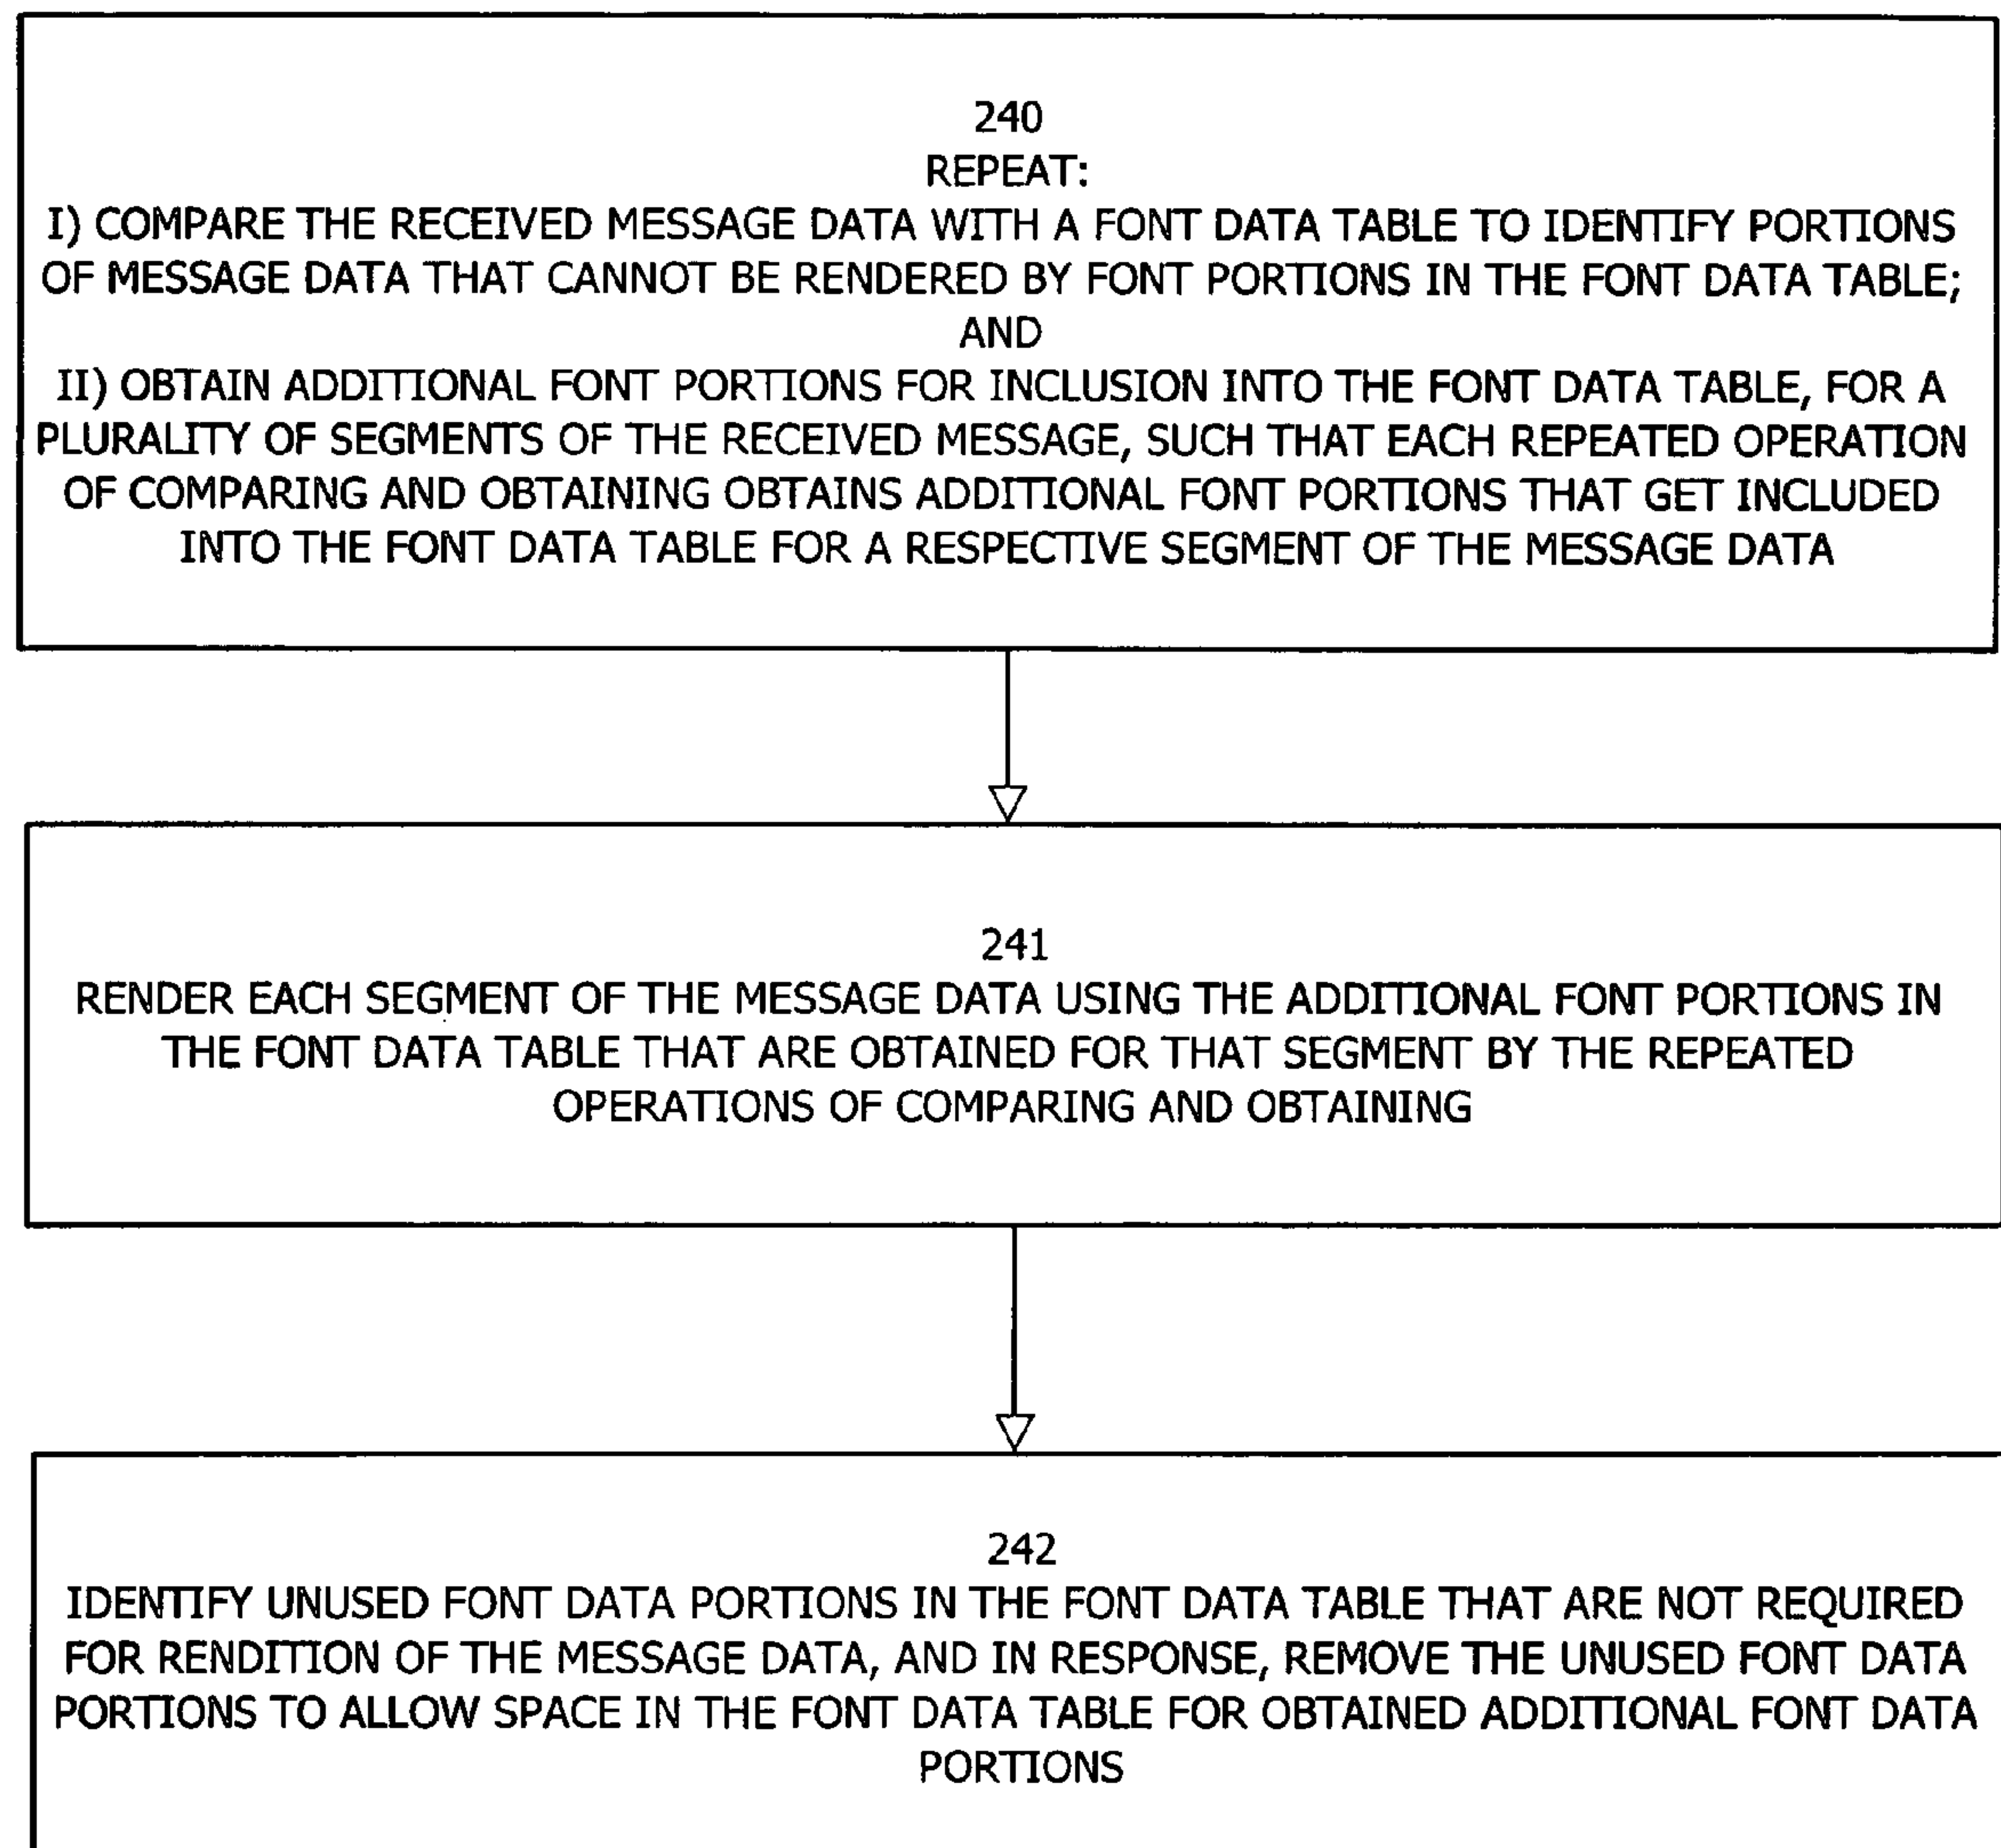 240
REPEAT:
I) COMPARE THE RECEIVED MESSAGE DATA WITH A FONT DATA TABLE TO IDENTIFY PORTIONS
OF MESSAGE DATA THAT CANNOT BE RENDERED BY FONT PORTIONS IN THE FONT DATA TABLE;
AND
II) OBTAIN ADDITIONAL FONT PORTIONS FOR INCLUSION INTO THE FONT DATA TABLE, FOR A
PLURALITY OF SEGMENTS OF THE RECEIVED MESSAGE, SUCH THAT EACH REPEATED OPERATION
OF COMPARING AND OBTAINING OBTAINS ADDITIONAL FONT PORTIONS THAT GET INCLUDED
INTO THE FONT DATA TABLE FOR A RESPECTIVE SEGMENT OF THE MESSAGE DATA
241
RENDER EACH SEGMENT OF THE MESSAGE DATA USING THE ADDITIONAL FONT PORTIONS IN
THE FONT DATA TABLE THAT ARE OBTAINED FOR THAT SEGMENT BY THE REPEATED
OPERATIONS OF COMPARING AND OBTAINING
242
IDENTIFY UNUSED FONT DATA PORTIONS IN THE FONT DATA TABLE THAT ARE NOT REQUIRED
FOR RENDITION OF THE MESSAGE DATA, AND IN RESPONSE, REMOVE THE UNUSED FONT DATA
PORTIONS TO ALLOW SPACE IN THE FONT DATA TABLE FOR OBTAINED ADDITIONAL FONT DATA
PORTIONS